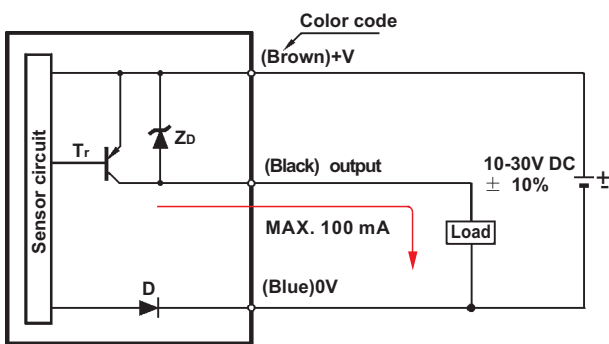 Color code
(Brown)+V
Sensor circuit
Tr
ZD
(Black) output
10-30V DC
± 10%
±
MAX. 100 mA
Load
D
(Blue)0V